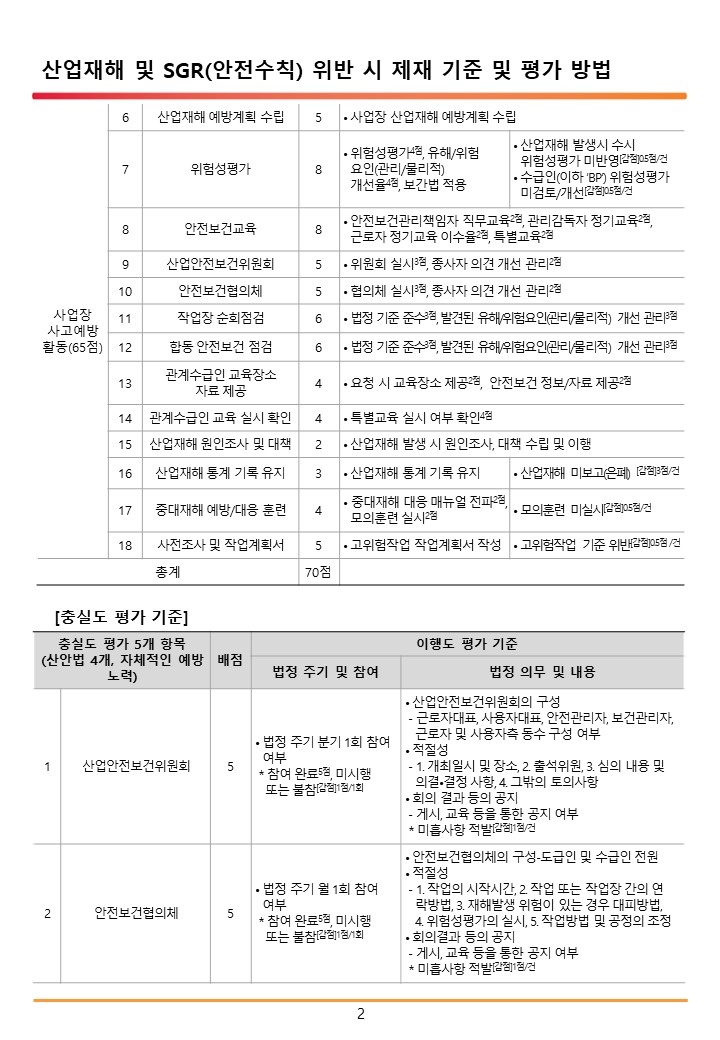 산업재해 및 SGR(안전수칙) 위반 시 제재 기준 및 평가 방법
사업장
사고예방
활동(65점)
6 산업재해 예방계획 수립 5 • 사업장 산업재해 예방계획 수립
7 위험성평가 8
• 위험성평가4점, 유해/위험
요인(관리/물리적)
개선율4점, 보간법 적용
• 산업재해 발생시 수시
위험성평가 미반영[감점]0.5점/건
• 수급인(이하 ‘BP’) 위험성평가
미검토/개선[감점]0.5점/건
8 안전보건교육 8
• 안전보건관리책임자 직무교육2점, 관리감독자 정기교육2점,
근로자 정기교육 이수율2점, 특별교육2점
9 산업안전보건위원회 5 • 위원회 실시3점, 종사자 의견 개선 관리2점
10 안전보건협의체 5 • 협의체 실시3점, 종사자 의견 개선 관리2점
11 작업장 순회점검 6 • 법정 기준 준수3점, 발견된 유해/위험요인(관리/물리적) 개선 관리3점
12 합동 안전보건 점검 6 • 법정 기준 준수3점, 발견된 유해/위험요인(관리/물리적) 개선 관리3점
13 관계수급인 교육장소
자료 제공 4 • 요청 시 교육장소 제공2점, 안전보건 정보/자료 제공2점
14 관계수급인 교육 실시 확인 4 • 특별교육 실시 여부 확인4점
15 산업재해 원인조사 및 대책 2 • 산업재해 발생 시 원인조사, 대책 수립 및 이행
16 산업재해 통계 기록 유지 3 • 산업재해 통계 기록 유지 • 산업재해 미보고(은폐) [감점]3점/건
17 중대재해 예방/대응 훈련 4
• 중대재해 대응 매뉴얼 전파2점,
모의훈련 실시2점
• 모의훈련 미실시[감점]0.5점/건
18 사전조사 및 작업계획서 5 • 고위험작업 작업계획서 작성 • 고위험작업 기준 위반[감점]0.5점/건
총계 70점
[충실도 평가 기준]
충실도 평가 5개 항목
(산안법 4개, 자체적인 예방
노력)
배점
이행도 평가 기준
법정 주기 및 참여 법정 의무 및 내용
1 산업안전보건위원회 5
• 법정 주기 분기 1회 참여
여부
* 참여 완료5점, 미시행
또는 불참[감점]1점/1회
• 산업안전보건위원회의 구성
- 근로자대표, 사용자대표, 안전관리자, 보건관리자,
근로자 및 사용자측 동수 구성 여부
• 적절성
- 1. 개최일시 및 장소, 2. 출석위원, 3. 심의 내용 및
의결•결정 사항, 4. 그밖의 토의사항
• 회의 결과 등의 공지
- 게시, 교육 등을 통한 공지 여부
* 미흡사항 적발[감점]1점/건
2 안전보건협의체 5
• 법정 주기 월 1회 참여
여부
* 참여 완료5점, 미시행
또는 불참[감점]1점/1회
• 안전보건협의체의 구성-도급인 및 수급인 전원
• 적절성
- 1. 작업의 시작시간, 2. 작업 또는 작업장 간의 연
락방법, 3. 재해발생 위험이 있는 경우 대피방법,
4. 위험성평가의 실시, 5. 작업방법 및 공정의 조정
• 회의결과 등의 공지
- 게시, 교육 등을 통한 공지 여부
* 미흡사항 적발[감점]1점/건
2